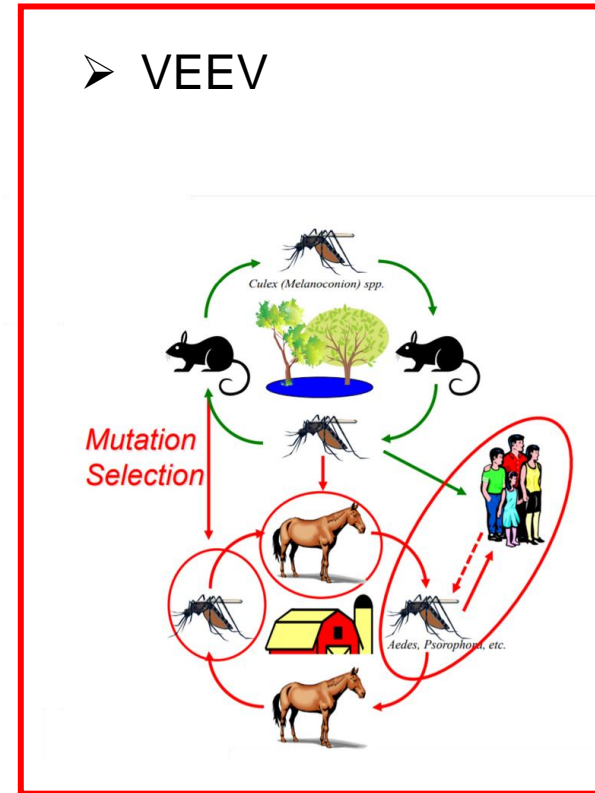 ➢ VEEV
Culex (Melanoconion) spp.
Mutation
Selection
Aedes, Psorophora, etc.